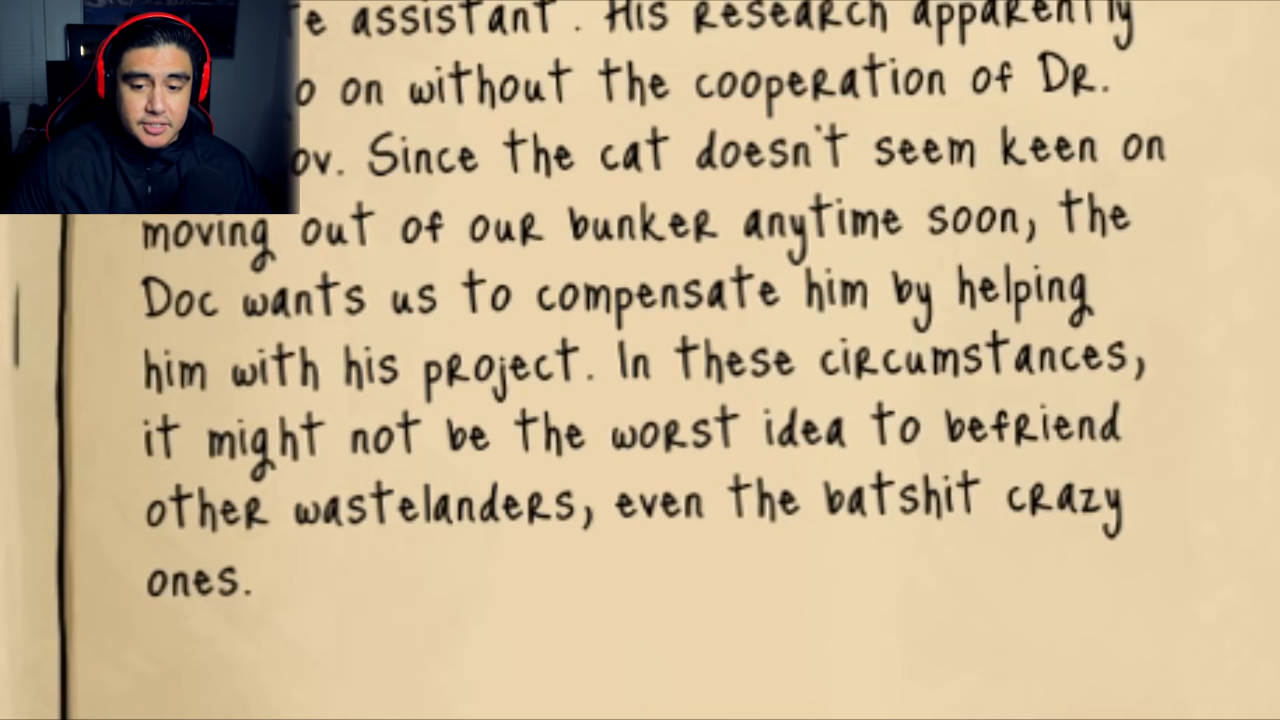 assistant. His research apparently
on without the cooperation of Dr.
Since the cat doesn't seem keen on
moving out of our bunker anytime soon, the
Doc wants us to compensate him by helping
him with his project. In these circumstances,
it might not be the worst idea to befriend
other wastelanders, even the batshit crazy
ones.